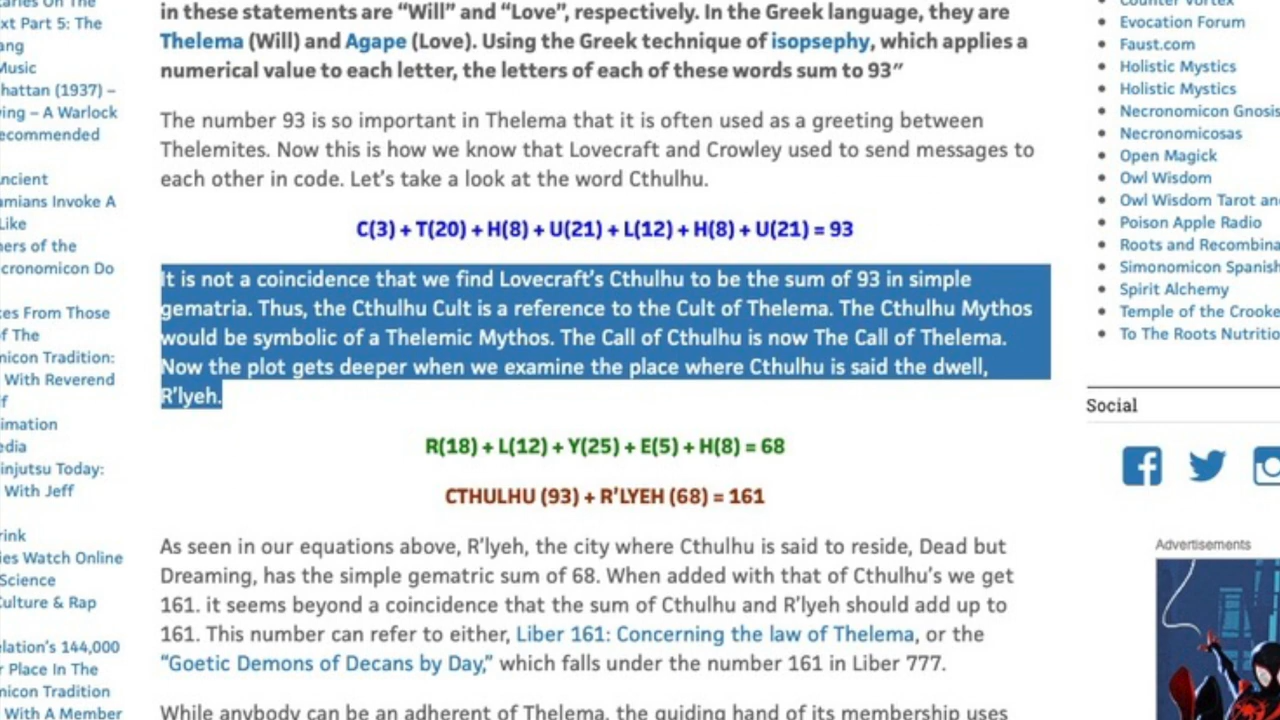 taries On The
xt Part 5: The
ang
Music
hattan (1937) –
ing – A Warlock
ecommended
ncient
amians Invoke A
Like
ners of the
cronomicon Do
ces From Those
of The
micon Tradition:
With Reverend
lf
imation
edia
injutsu Today:
With Jeff
rink
ies Watch Online
Science
Culture & Rap
elation's 144,000
r Place In The
micon Tradition
With A Member
in these statements are “Will” and “Love”, respectively. In the Greek language, they are
Thelema (Will) and Agape (Love). Using the Greek technique of isopsephy, which applies a
numerical value to each letter, the letters of each of these words sum to 93″
The number 93 is so important in Thelema that it is often used as a greeting between
Thelemites. Now this is how we know that Lovecraft and Crowley used to send messages to
each other in code. Let’s take a look at the word Cthulhu.
C(3) + T(20) + H(8) + U(21) + L(12) + H(8) + U(21) = 93
It is not a coincidence that we find Lovecraft’s Cthulhu to be the sum of 93 in simple
gematria. Thus, the Cthulhu Cult is a reference to the Cult of Thelema. The Cthulhu Mythos
would be symbolic of a Thelemic Mythos. The Call of Cthulhu is now The Call of Thelema.
Now the plot gets deeper when we examine the place where Cthulhu is said the dwell,
R’lyeh.
R(18) + L(12) + Y(25) + E(5) + H(8) = 68
CTHULHU (93) + R’LYEH (68) = 161
As seen in our equations above, R’lyeh, the city where Cthulhu is said to reside, Dead but
Dreaming, has the simple gematric sum of 68. When added with that of Cthulhu’s we get
161. it seems beyond a coincidence that the sum of Cthulhu and R’lyeh should add up to
161. This number can refer to either, Liber 161: Concerning the law of Thelema, or the
“Goetic Demons of Decans by Day,” which falls under the number 161 in Liber 777.
While anybody can be an adherent of Thelema, the guiding hand of its membership uses
Counter Vortex
Evocation Forum
Faust.com
Holistic Mystics
Holistic Mystics
Necronomicon Gnosis
Necronomicosas
Open Magick
Owl Wisdom
Owl Wisdom Tarot and
Poison Apple Radio
Roots and Recombina
Simonomicon Spanish
Spirit Alchemy
Temple of the Crooke
To The Roots Nutritio
Social
Advertisements